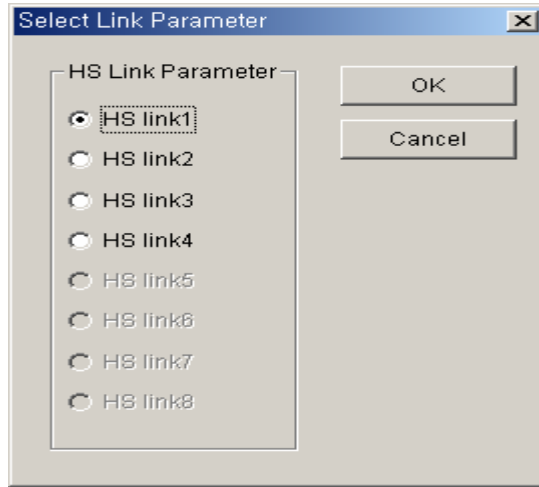 Select Link Parameter
HS Link Parameter
HS link1
HS link2
HS link3
HS link4
HS link5
HS link6
HS link7
HS link8
OK
Cancel